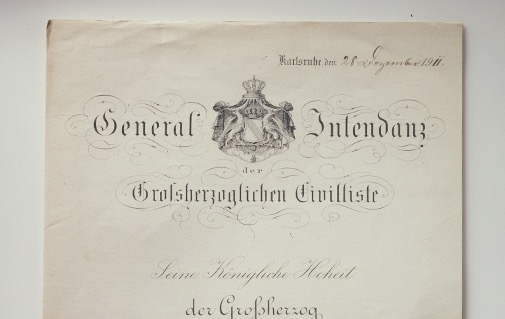 Karlsruhe, den 28. Dezember 1911.
General Intendanz
der
Großherzoglichen Civilliste
Seine Königliche Hoheit
der Großherzog